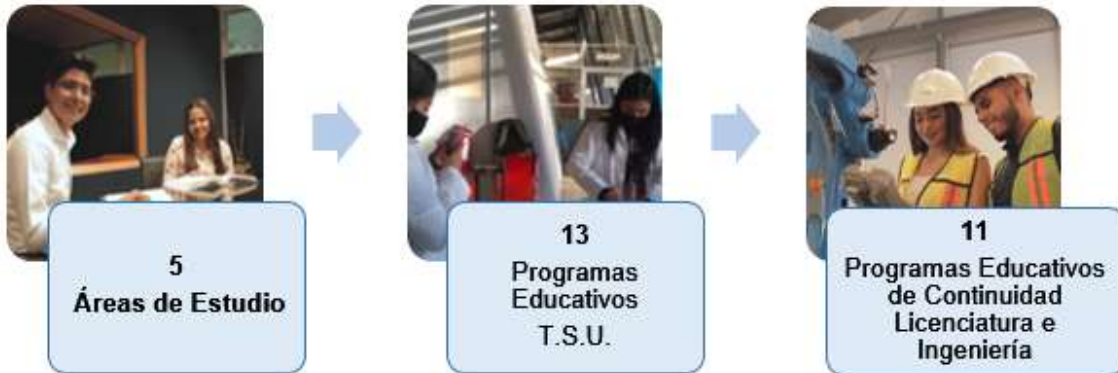 5
Áreas de Estudio
13
Programas
Educativos
T.S.U.
11
Programas Educativos
de Continuidad
Licenciatura e
Ingeniería